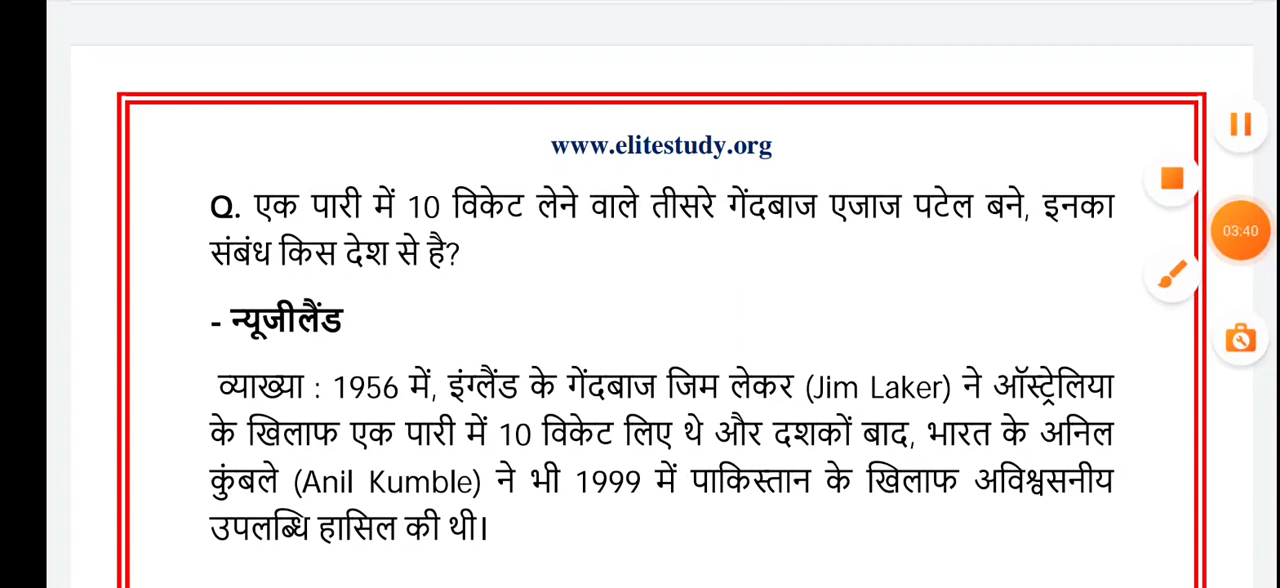 www.elitestudy.org
Q. एक पारी में 10 विकेट लेने वाले तीसरे गेंदबाज एजाज पटेल बने, इनका
संबंध किस देश से है?
- न्यूजीलैंड
व्याख्या : 1956 में, इंग्लैंड के गेंदबाज जिम लेकर (Jim Laker) ने ऑस्ट्रेलिया
के खिलाफ एक पारी में 10 विकेट लिए थे और दशकों बाद, भारत के अनिल
कुंबले (Anil Kumble) ने भी 1999 में पाकिस्तान के खिलाफ अविश्वसनीय
उपलब्धि हासिल की थी।
03:40